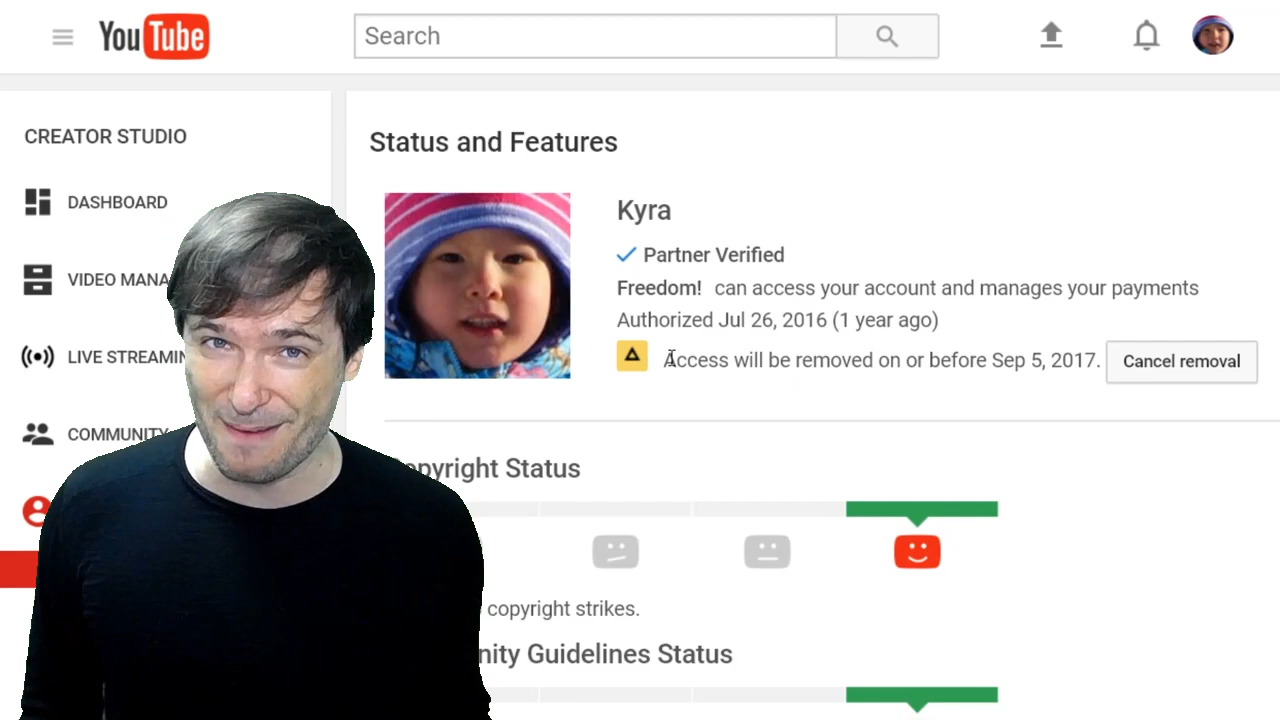 YouTube
Search
CREATOR STUDIO
Status and Features
DASHBOARD
Kyra
Partner Verified
VIDEO MANA
Freedom! can access your account and manages your payments
Authorized Jul 26, 2016 (1 year ago)
LIVE STREAMIN
Access will be removed on or before Sep 5, 2017.
Cancel removal
COMMUNITY
opyright Status
copyright strikes.
nity Guidelines Status